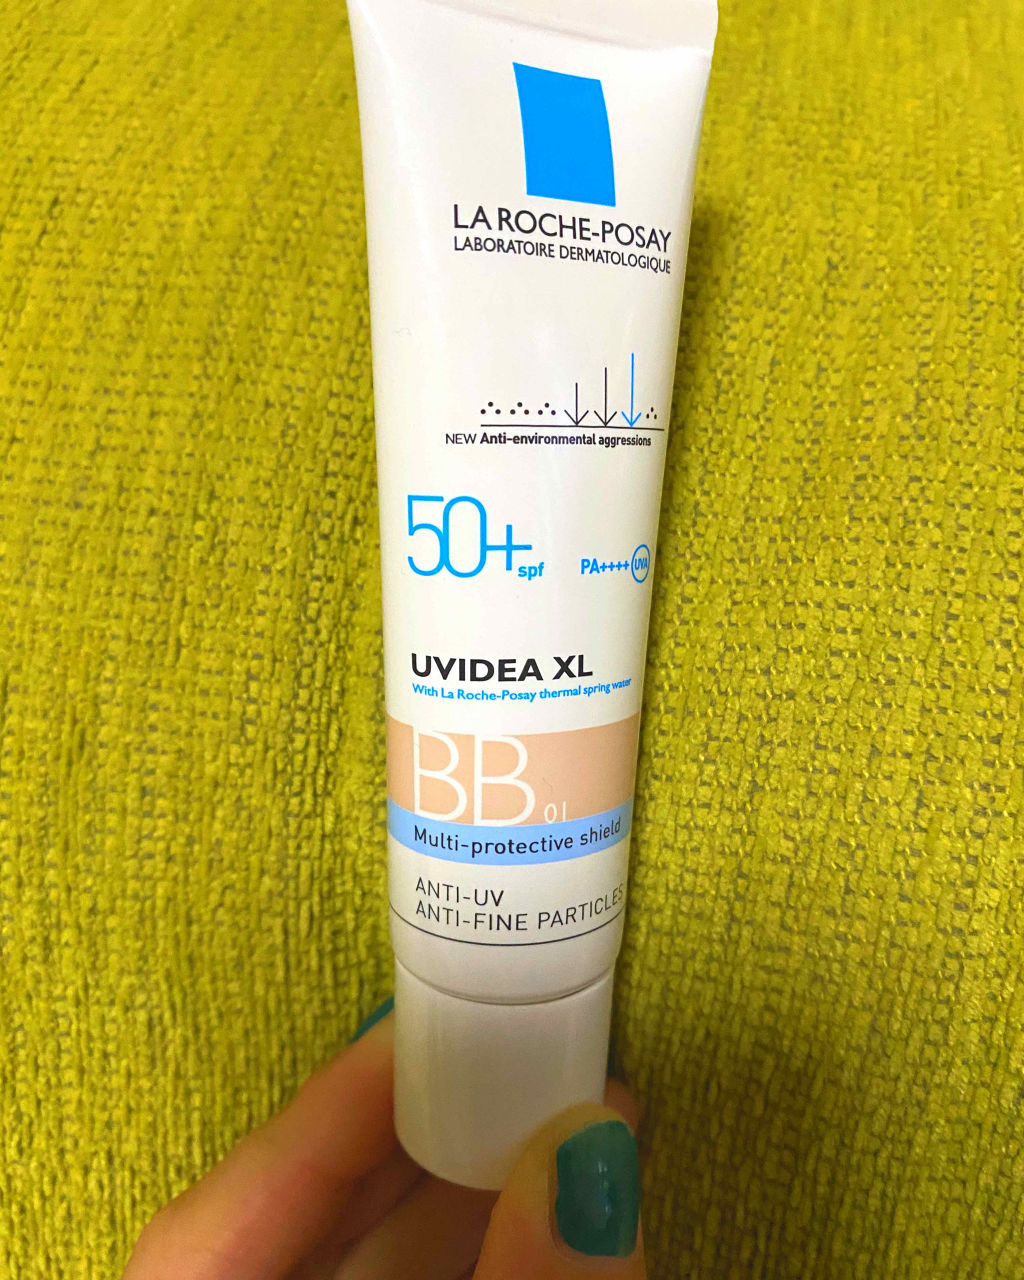 LA ROCHE-POSAY
LABORATOIRE DERMATOLOGIQUE
NEW Anti-environmental aggressions
50+ spf PA++++ UVA
UVIDEA XL
With La Roche-Posay thermal spring water
BB 01
Multi-protective shield
ANTI-UV
ANTI-FINE PARTICLES